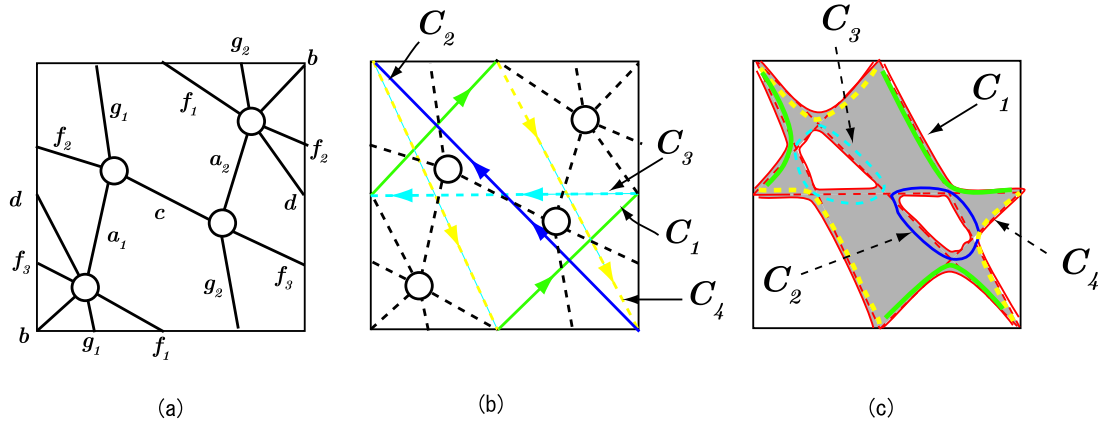 g₂
b
f₁
g₁
f₂
a₂
f₂
d
c
d
a₁
f₃
g₂
f₃
b
g₁
f₁
(a)
C₂
C₃
C₁
C₄
(b)
C₃
C₁
C₂
C₄
(c)